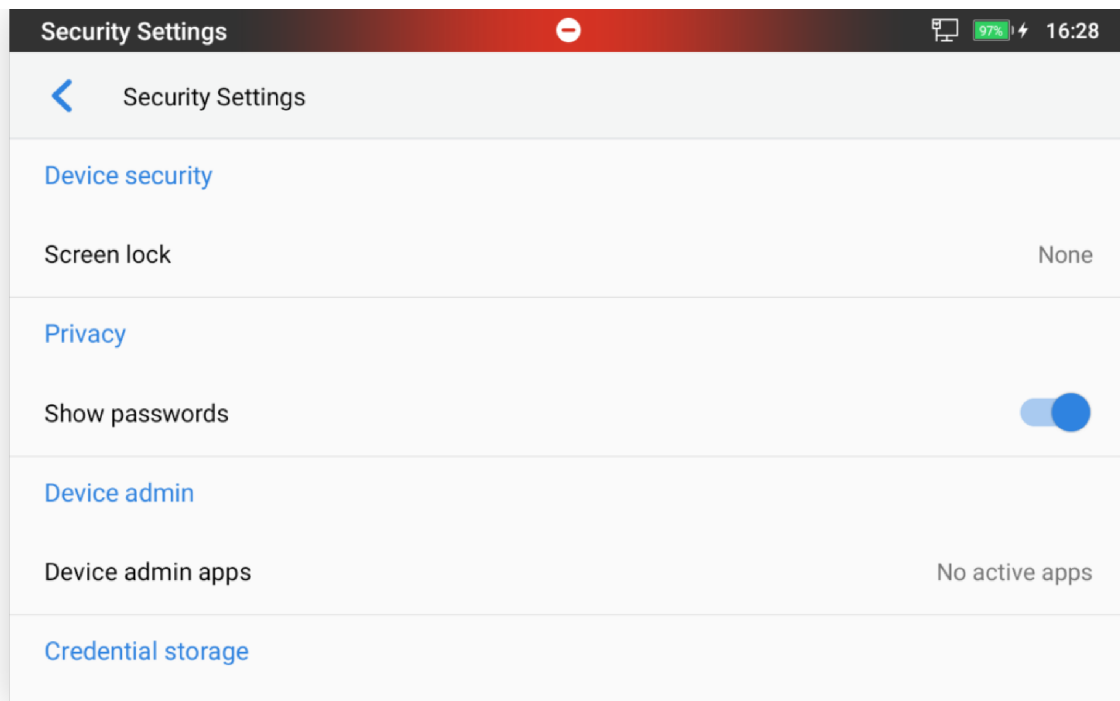 Security Settings 97% 16:28
Security Settings
Device security
Screen lock None
Privacy
Show passwords
Device admin
Device admin apps No active apps
Credential storage